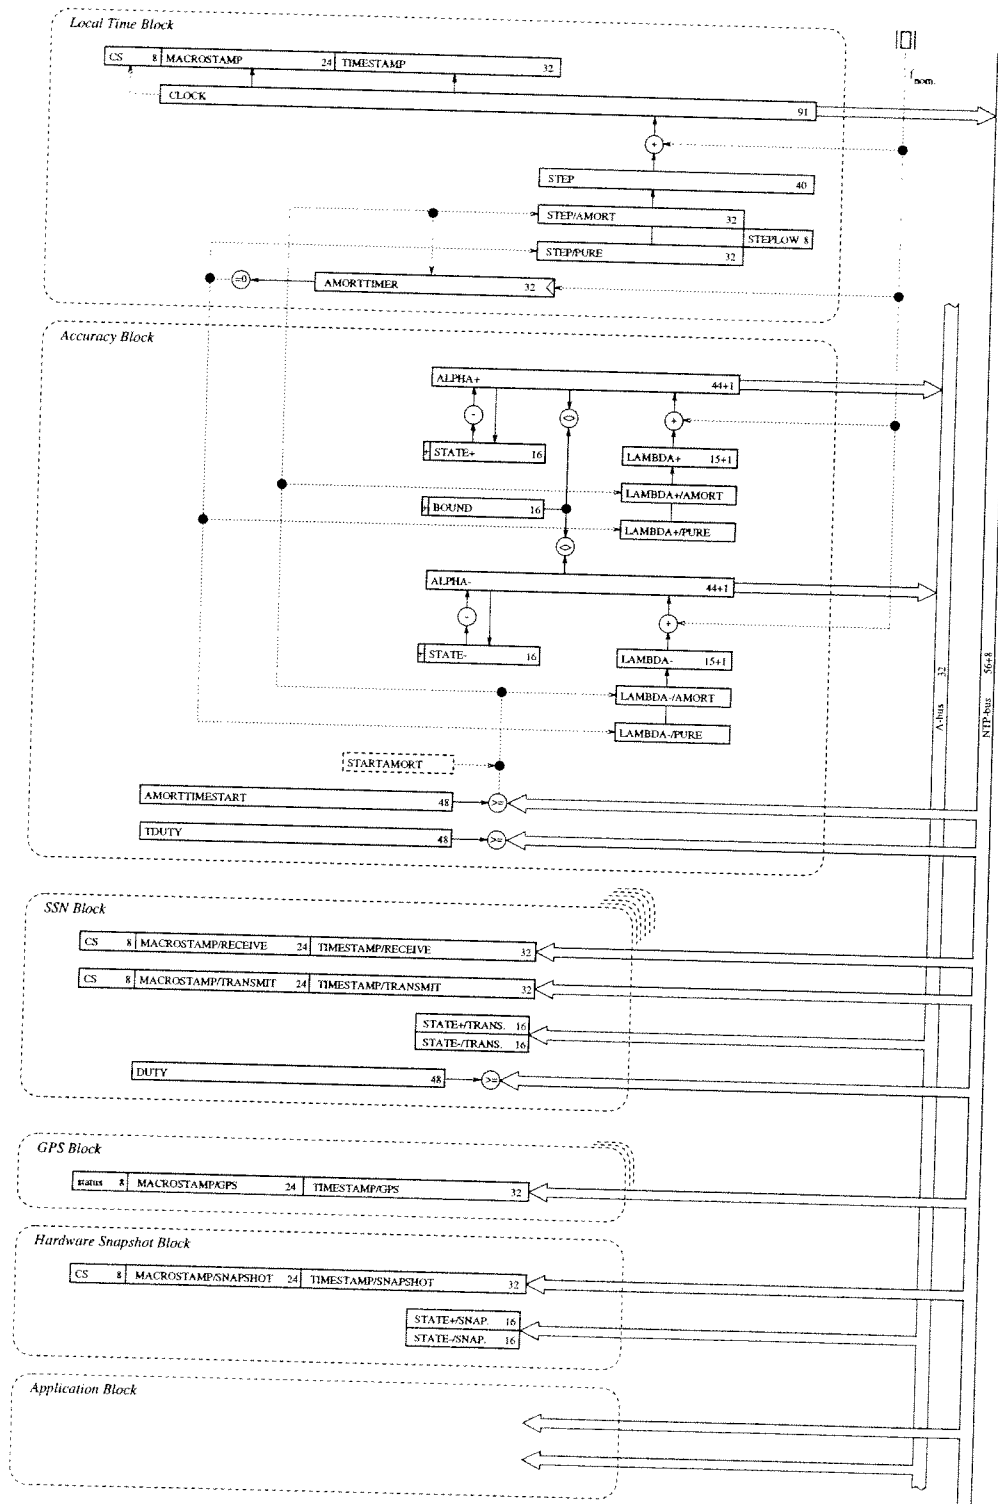 Local Time Block
CS 8 MACROSTAMP 24 TIMESTAMP 32
f nom.
CLOCK 91
+
STEP 40
STEP/AMORT 32
STEPLOW 8
STEP/PURE 32
=0 AMORTTIMER 32
Accuracy Block
ALPHA+ 44+1
- <> +
STATE+ 16
LAMBDA+ 15+1
LAMBDA+/AMORT
BOUND 16
LAMBDA+/PURE
<>
ALPHA- 44+1
- +
STATE- 16
LAMBDA- 15+1
LAMBDA-/AMORT
LAMBDA-/PURE
A-bus 32
NTP-bus 56+8
STARTAMORT
AMORTTIMESTART 48 >=
TDUTY 48 >=
SSN Block
CS 8 MACROSTAMP/RECEIVE 24 TIMESTAMP/RECEIVE 32
CS 8 MACROSTAMP/TRANSMIT 24 TIMESTAMP/TRANSMIT 32
STATE+/TRANS. 16
STATE-/TRANS. 16
DUTY 48 >=
GPS Block
status 8 MACROSTAMP/GPS 24 TIMESTAMP/GPS 32
Hardware Snapshot Block
CS 8 MACROSTAMP/SNAPSHOT 24 TIMESTAMP/SNAPSHOT 32
STATE+/SNAP. 16
STATE-/SNAP. 16
Application Block